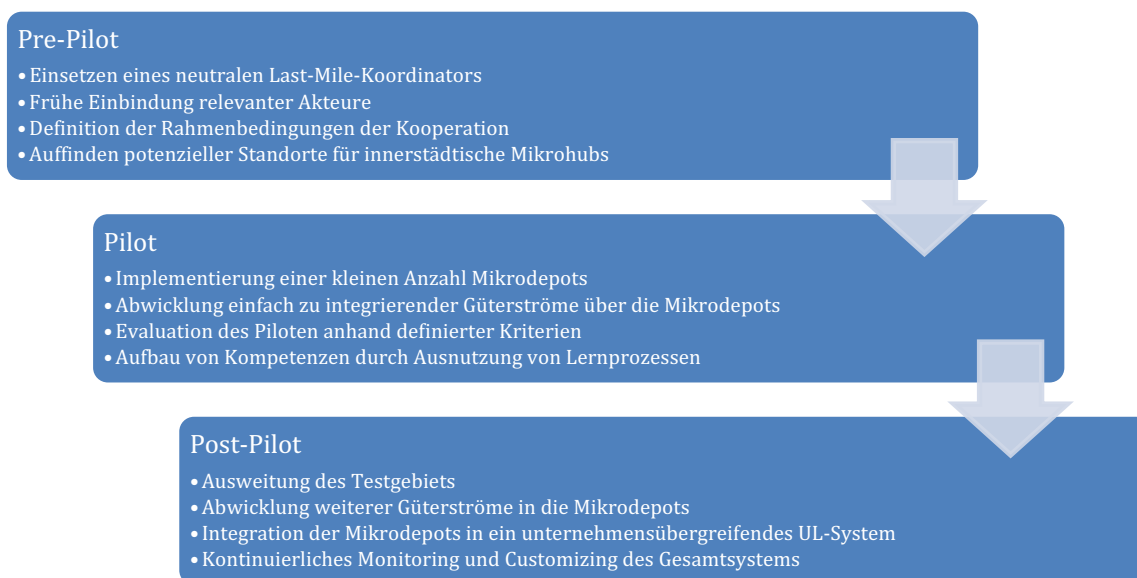 Pre-Pilot
• Einsetzen eines neutralen Last-Mile-Koordinators
• Frühe Einbindung relevanter Akteure
• Definition der Rahmenbedingungen der Kooperation
• Auffinden potenzieller Standorte für innerstädtische Mikrohubs
Pilot
• Implementierung einer kleinen Anzahl Mikrodepots
• Abwicklung einfach zu integrierender Güterströme über die Mikrodepots
• Evaluation des Piloten anhand definierter Kriterien
• Aufbau von Kompetenzen durch Ausnutzung von Lernprozessen
Post-Pilot
• Ausweitung des Testgebiets
• Abwicklung weiterer Güterströme in die Mikrodepots
• Integration der Mikrodepots in ein unternehmensübergreifendes UL-System
• Kontinuierliches Monitoring und Customizing des Gesamtsystems